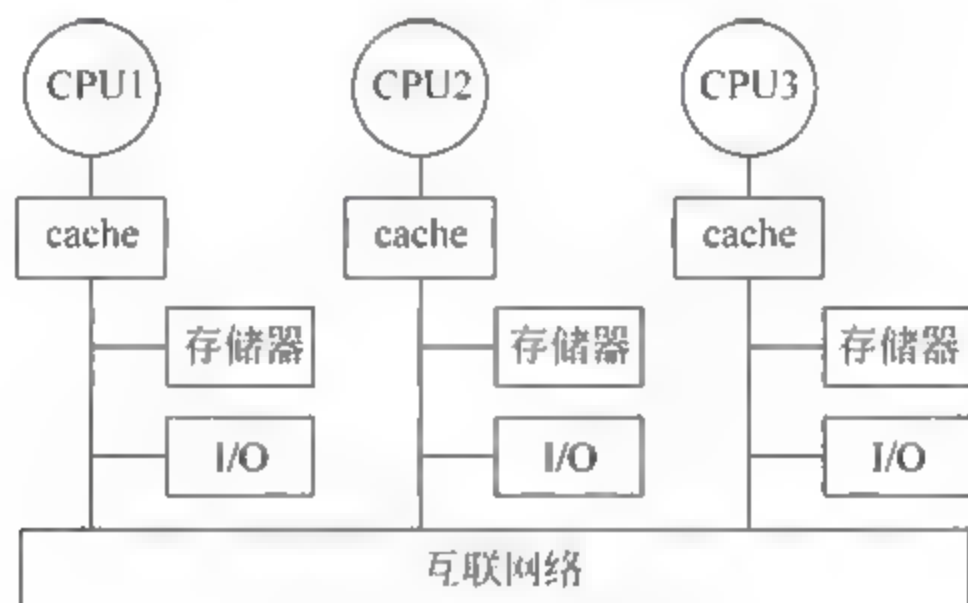 CPU1 CPU2 CPU3
cache cache cache
存储器 存储器 存储器
I/O I/O I/O
互联网络